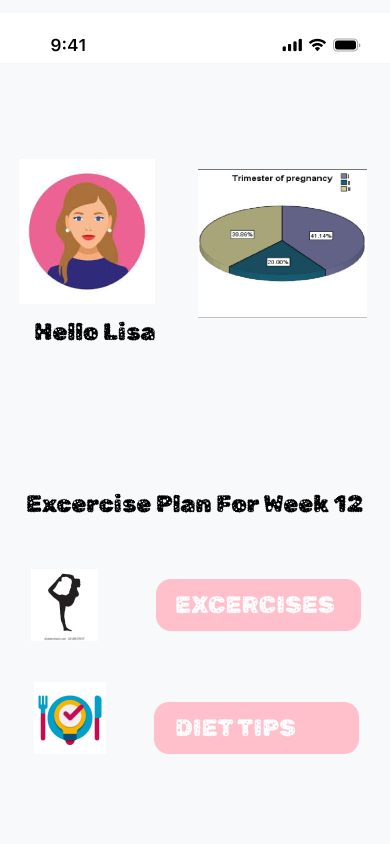 9:41
Trimester of pregnancy
I
II
III
38.86%
41.14%
20.00%
Hello Lisa
Excercise Plan For Week 12
EXCERCISES
DIET TIPS